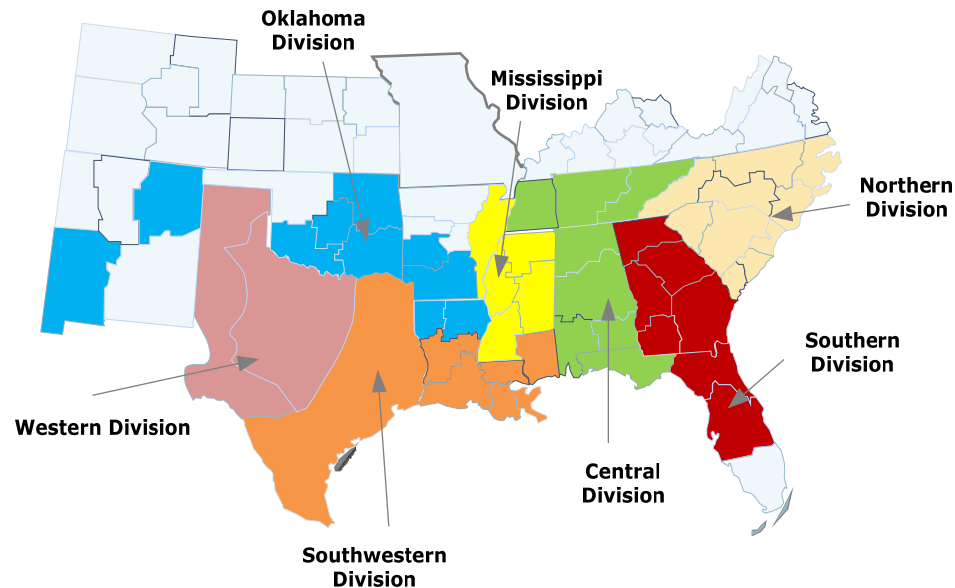 Oklahoma
Division
Mississippi
Division
Northern
Division
Southern
Division
Western Division
Central
Division
Southwestern
Division